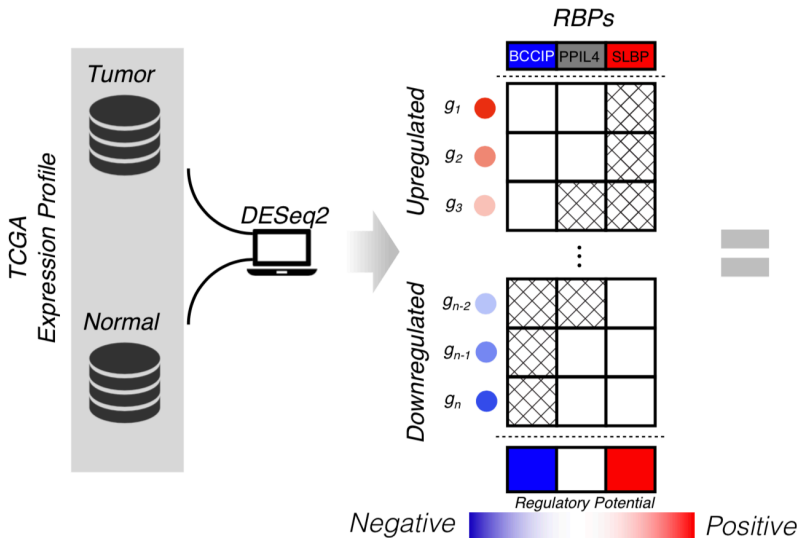 TCGA
Expression Profile
Tumor
Normal
DESeq2
RBPs
BCCIP PPIL4 SLBP
Upregulated
g1
g2
g3
⋮
Downregulated
gn-2
gn-1
gn
Regulatory Potential
Negative Positive